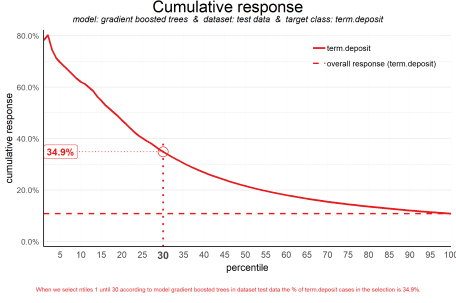 Cumulative response
model: gradient boosted trees & dataset: test data & target class: term.deposit
80.0%
60.0%
40.0%
20.0%
0.0%
cumulative response
term.deposit
overall response (term.deposit)
34.9%
5 10 15 20 25 30 35 40 45 50 55 60 65 70 75 80 85 90 95 100
percentile
When we select ntiles 1 until 30 according to model gradient boosted trees in dataset test data the % of term.deposit cases in the selection is 34.9%.